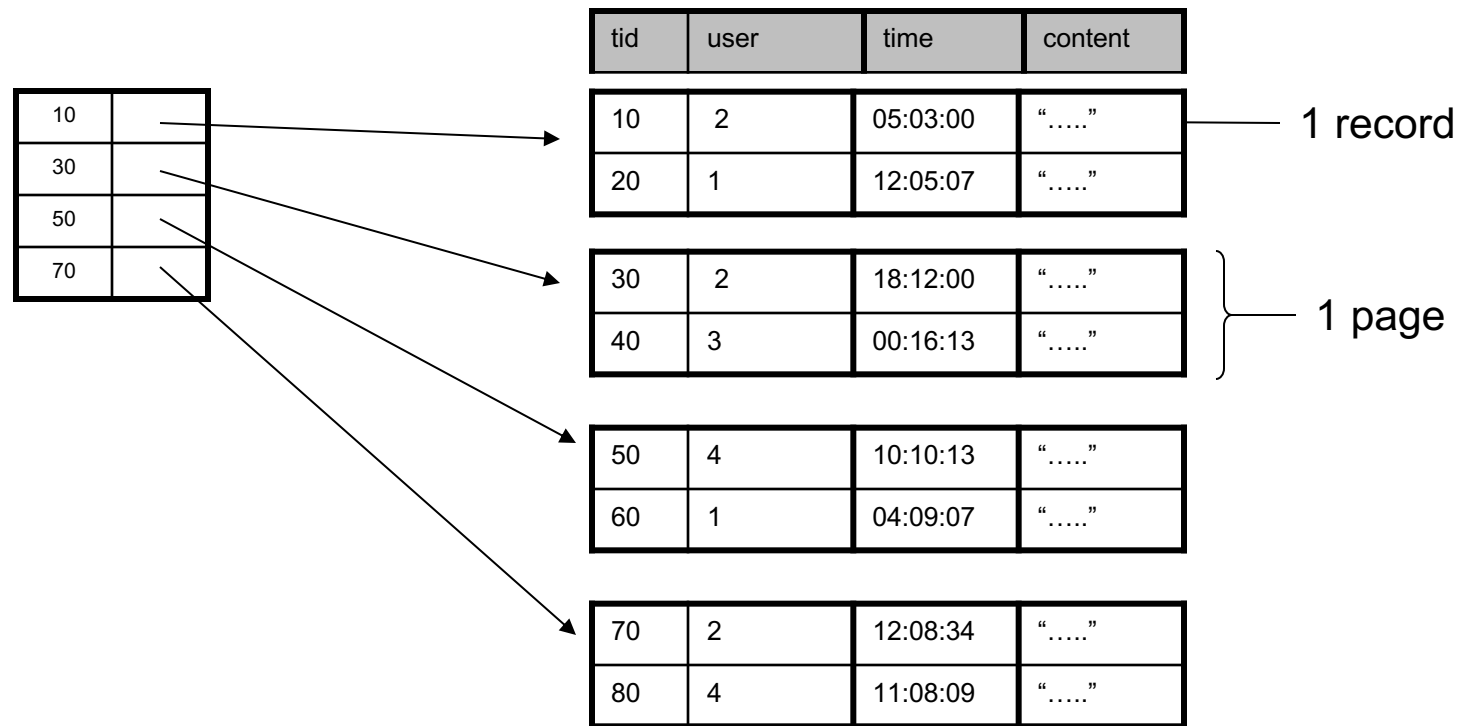 tid user time content
10
30
50
70
10 2 05:03:00 “…..”
20 1 12:05:07 “…..”
1 record
30 2 18:12:00 “…..”
40 3 00:16:13 “…..”
1 page
50 4 10:10:13 “…..”
60 1 04:09:07 “…..”
70 2 12:08:34 “…..”
80 4 11:08:09 “…..”